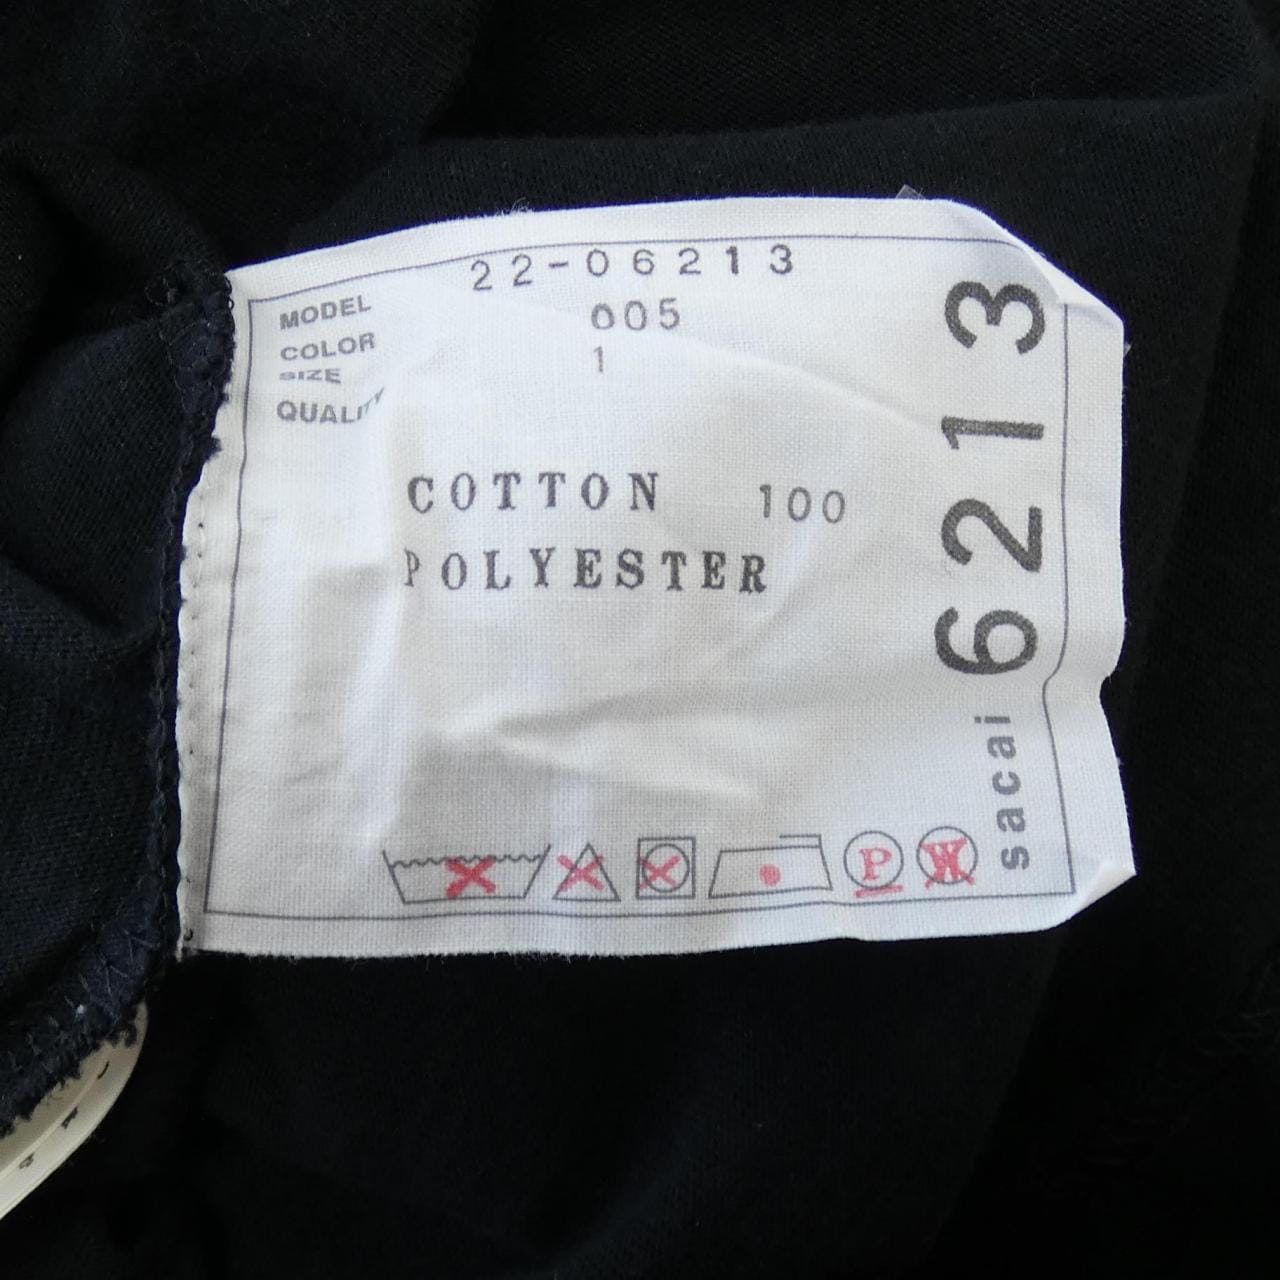 MODEL 22-06213
COLOR 005
SIZE 1
QUALITY
COTTON 100
POLYESTER
P W
sacai 6213